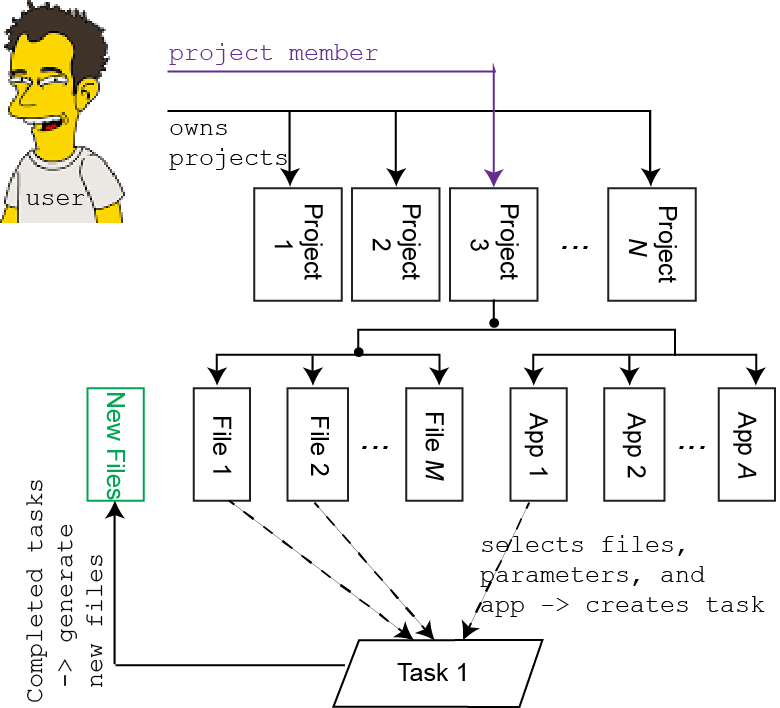 project member
owns
projects
user
Project
1
Project
2
Project
3
...
Project
N
New Files
File 1
File 2
...
File M
App 1
App 2
...
App A
Completed tasks
-> generate
new files
selects files,
parameters, and
app -> creates task
Task 1